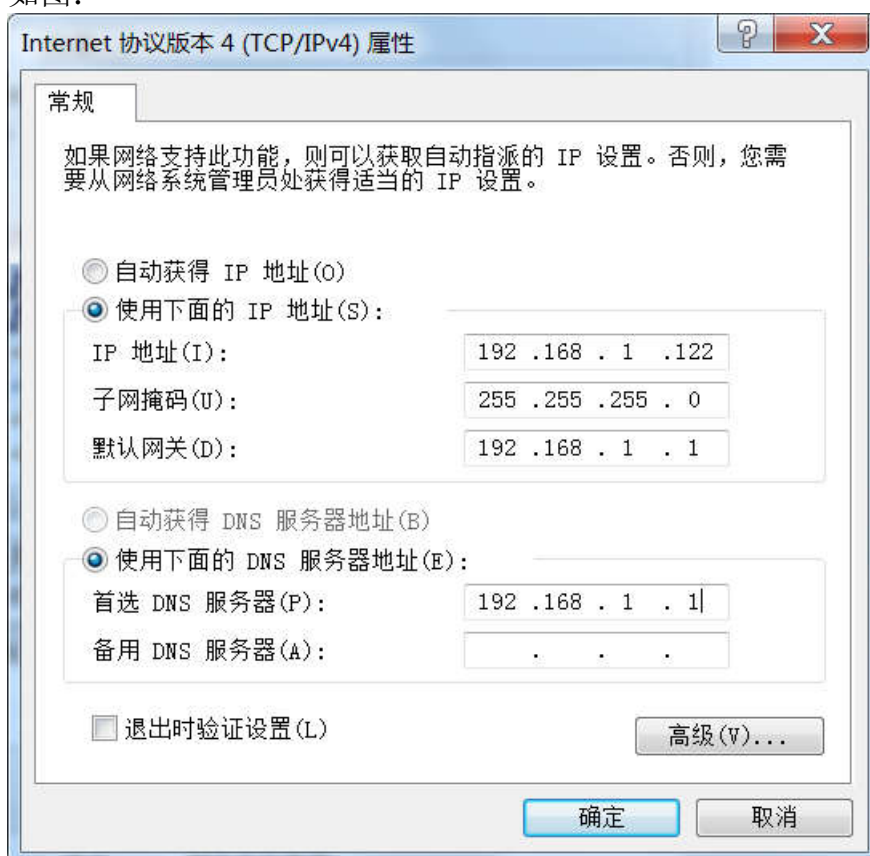 如图：
Internet 协议版本 4 (TCP/IPv4) 属性
常规
如果网络支持此功能，则可以获取自动指派的 IP 设置。否则，您需
要从网络系统管理员处获得适当的 IP 设置。
自动获得 IP 地址(O)
使用下面的 IP 地址(S):
IP 地址(I): 192 .168 . 1 .122
子网掩码(U): 255 .255 .255 . 0
默认网关(D): 192 .168 . 1 . 1
自动获得 DNS 服务器地址(B)
使用下面的 DNS 服务器地址(E):
首选 DNS 服务器(P): 192 .168 . 1 . 1
备用 DNS 服务器(A): . . .
退出时验证设置(L)
高级(V)...
确定 取消